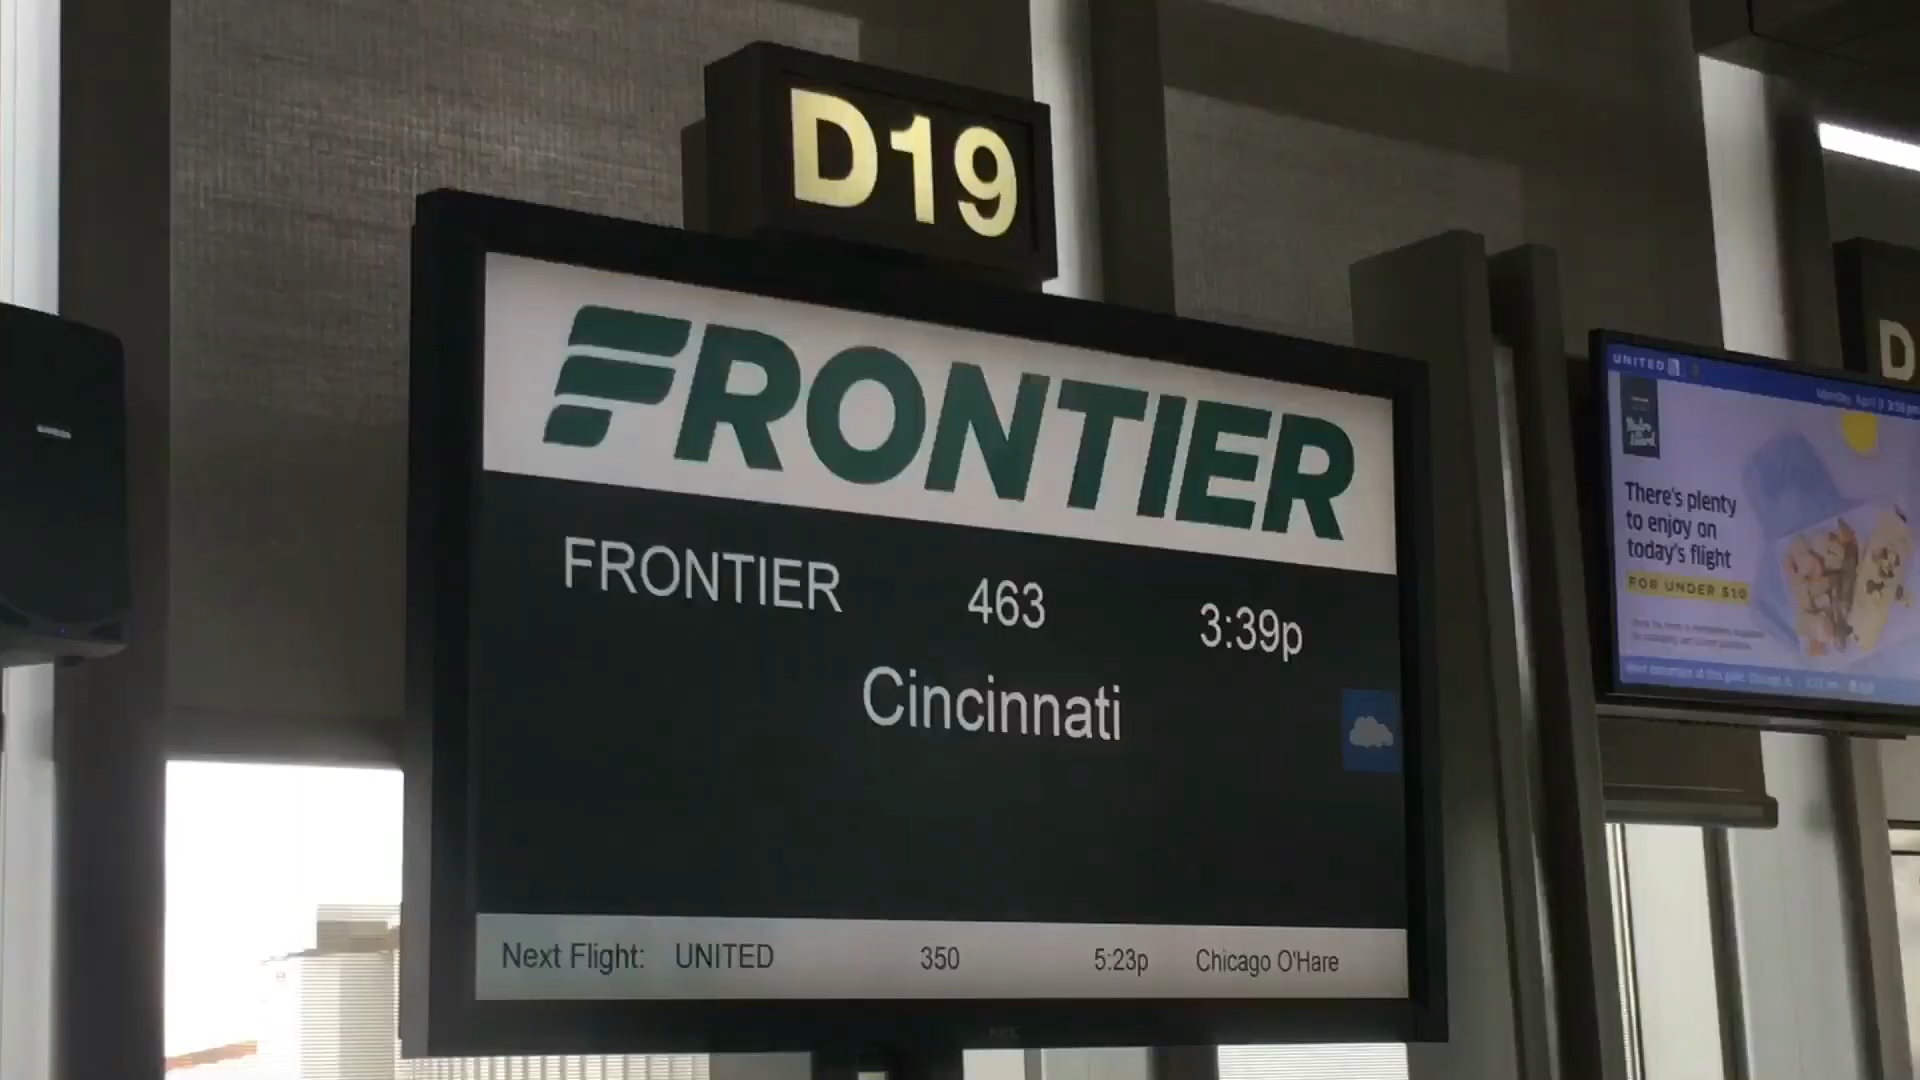 D19
FRONTIER
FRONTIER 463 3:39p
Cincinnati
Next Flight: UNITED 350 5:23p Chicago O'Hare
NEC
D
UNITED
There's plenty
to enjoy on
today's flight
FOR UNDER $10